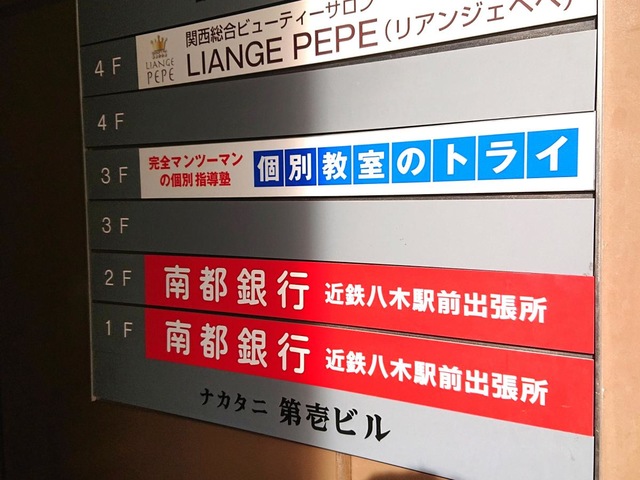 関西総合ビューティーサロン
4F LIANGE PEPE LIANGE PEPE (リアンジェペペ)
4F
3F 完全マンツーマン
の個別指導塾 個別教室のトライ
3F
2F 南都銀行 近鉄八木駅前出張所
1F 南都銀行 近鉄八木駅前出張所
ナカタニ 第壱ビル